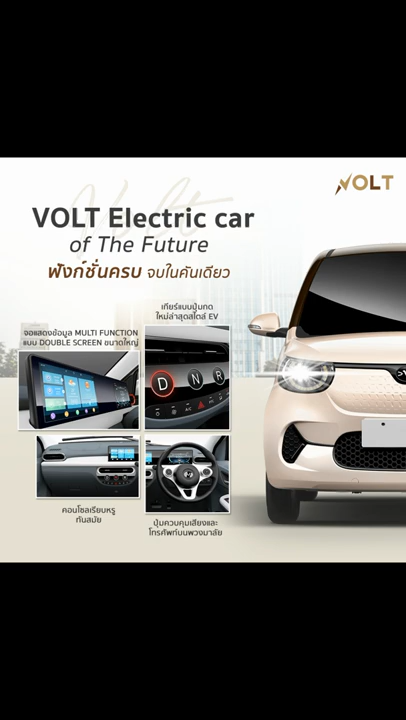 VOLT
VOLT Electric car
of The Future
ฟังก์ชั่นครบ จบในคันเดียว
เกียร์แบบปุ่มกด
ใหม่ล่าสุดสไตล์ EV
จอแสดงข้อมูล MULTI FUNCTION
แบบ DOUBLE SCREEN ขนาดใหญ่
D N R
คอนโซลเรียบหรู
ทันสมัย
ปุ่มควบคุมเสียงและ
โทรศัพท์บนพวงมาลัย